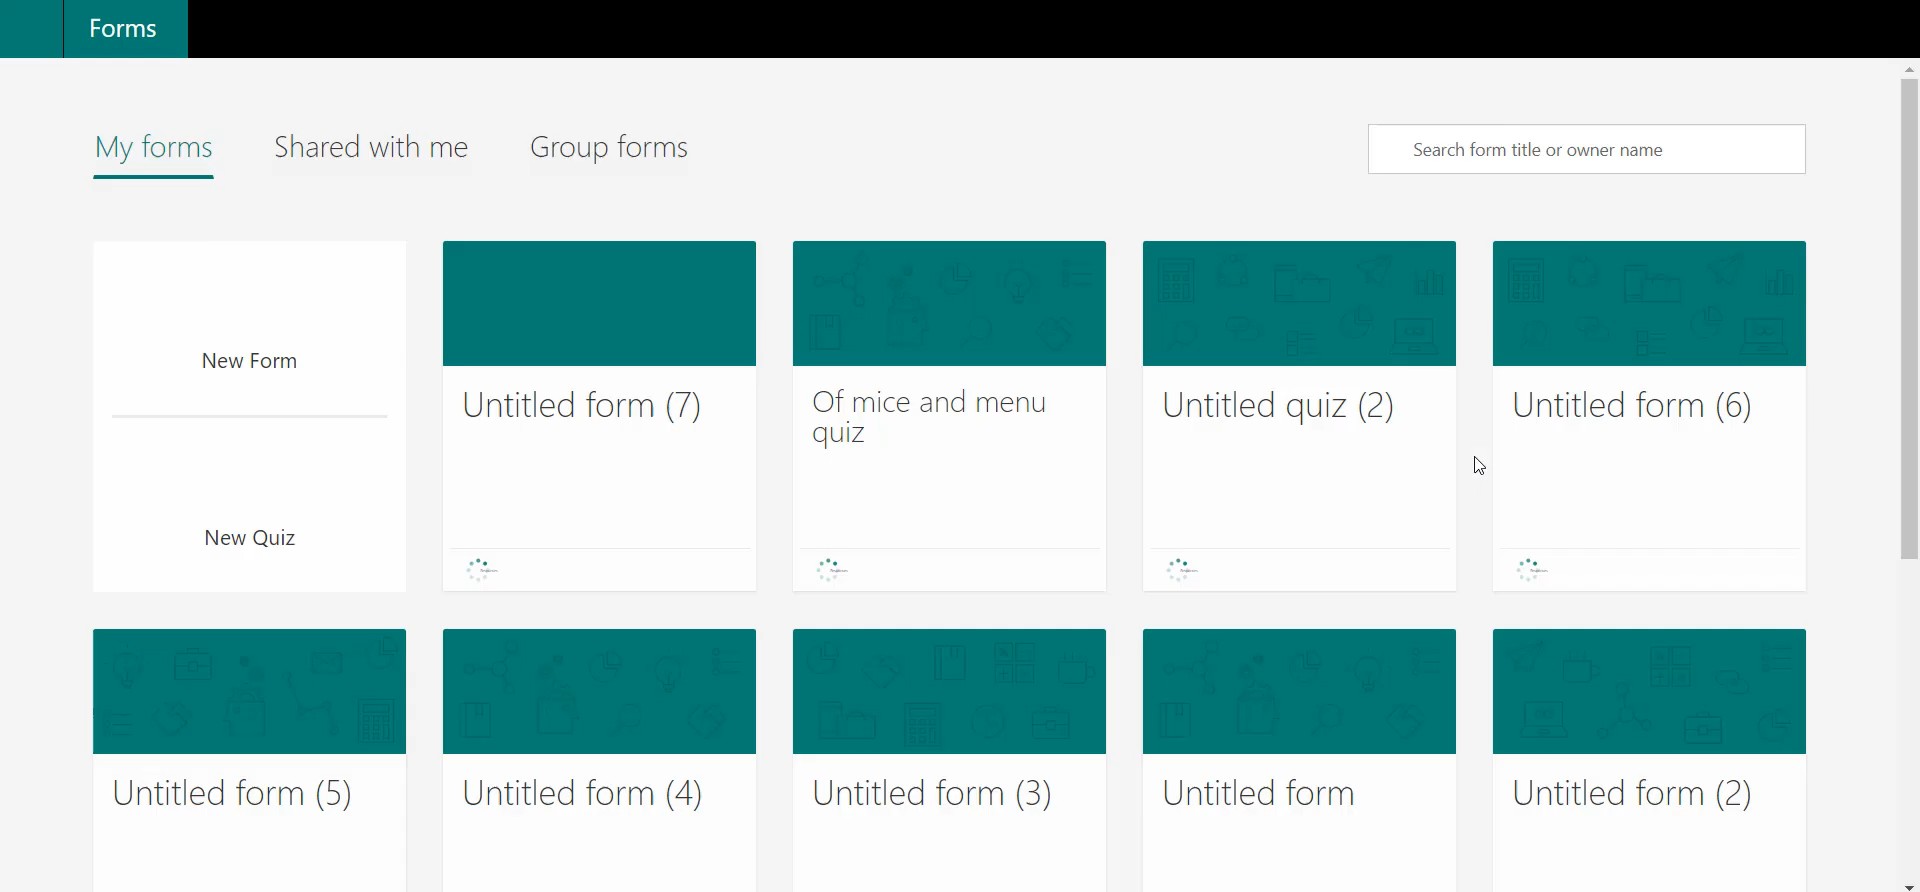 Forms
My forms
Shared with me
Group forms
Search form title or owner name
New Form
New Quiz
Untitled form (7)
Of mice and menu
quiz
Untitled quiz (2)
Untitled form (6)
Untitled form (5)
Untitled form (4)
Untitled form (3)
Untitled form
Untitled form (2)